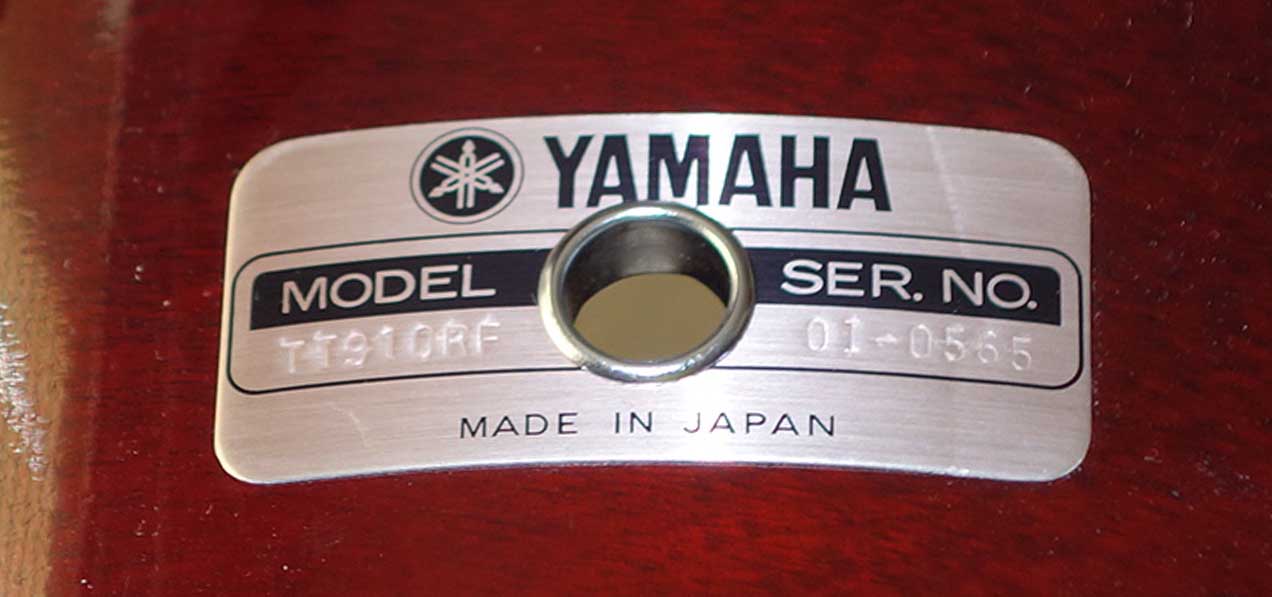 YAMAHA
MODEL SER. NO.
TT910RF 01-0565
MADE IN JAPAN